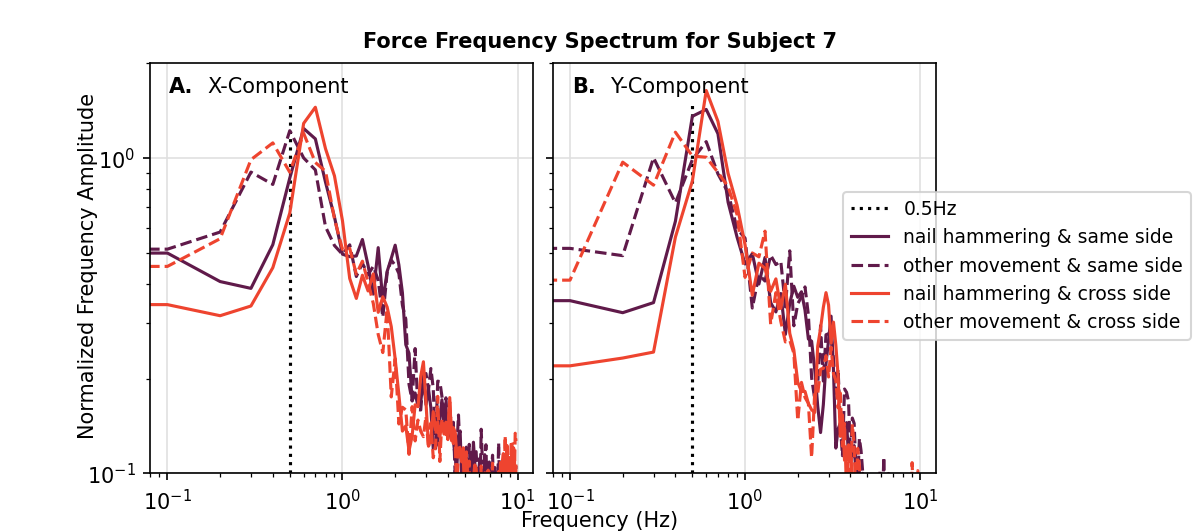 Force Frequency Spectrum for Subject 7
A. X-Component
B. Y-Component
Normalized Frequency Amplitude
10⁰
10⁻¹
10⁻¹ 10⁰ 10¹
10⁻¹ 10⁰ 10¹
Frequency (Hz)
0.5Hz
nail hammering & same side
other movement & same side
nail hammering & cross side
other movement & cross side